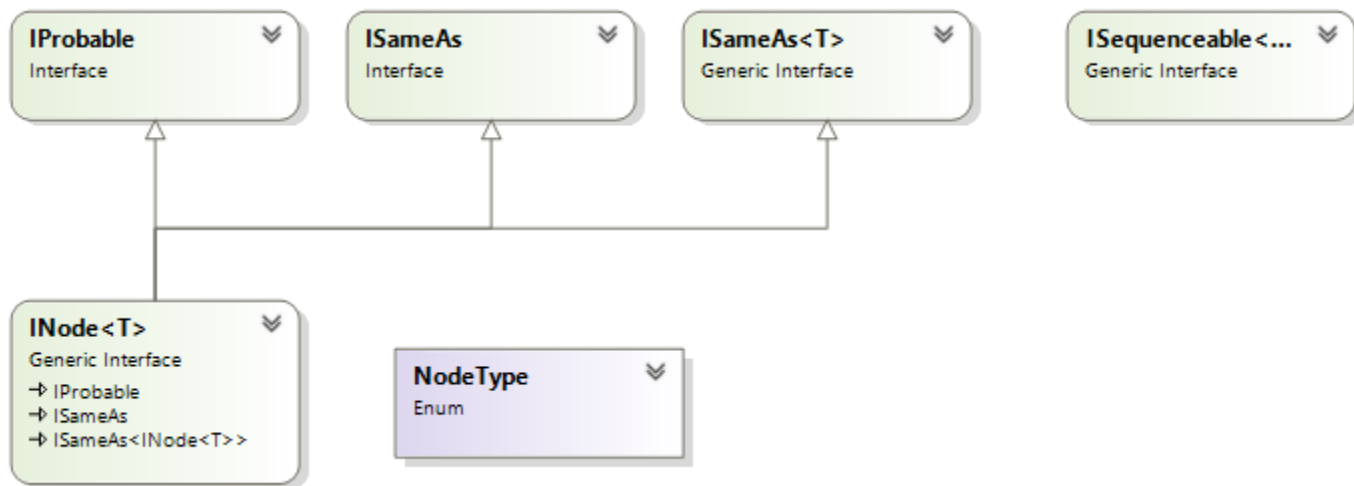 IProbable
Interface
ISameAs
Interface
ISameAs<T>
Generic Interface
ISequenceable<...
Generic Interface
INode<T>
Generic Interface
IProbable
ISameAs
ISameAs<INode<T>>
NodeType
Enum